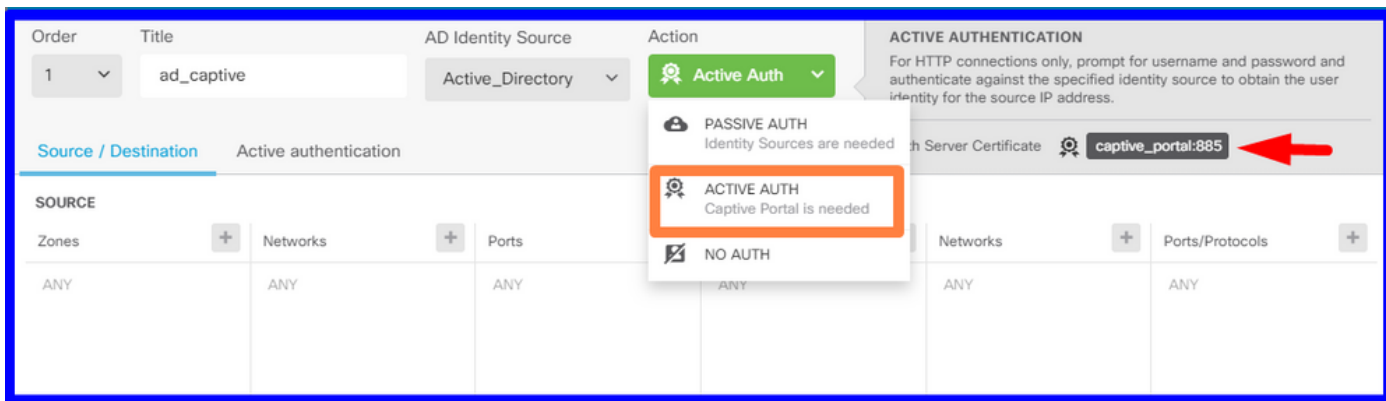 Order Title AD Identity Source Action
1 ad_captive Active_Directory Active Auth
ACTIVE AUTHENTICATION
For HTTP connections only, prompt for username and password and
authenticate against the specified identity source to obtain the user
identity for the source IP address.
PASSIVE AUTH
Identity Sources are needed
ACTIVE AUTH
Captive Portal is needed
NO AUTH
Source / Destination Active authentication
Server Certificate captive_portal:885
SOURCE
Zones Networks Ports Networks Ports/Protocols
ANY ANY ANY ANY ANY ANY